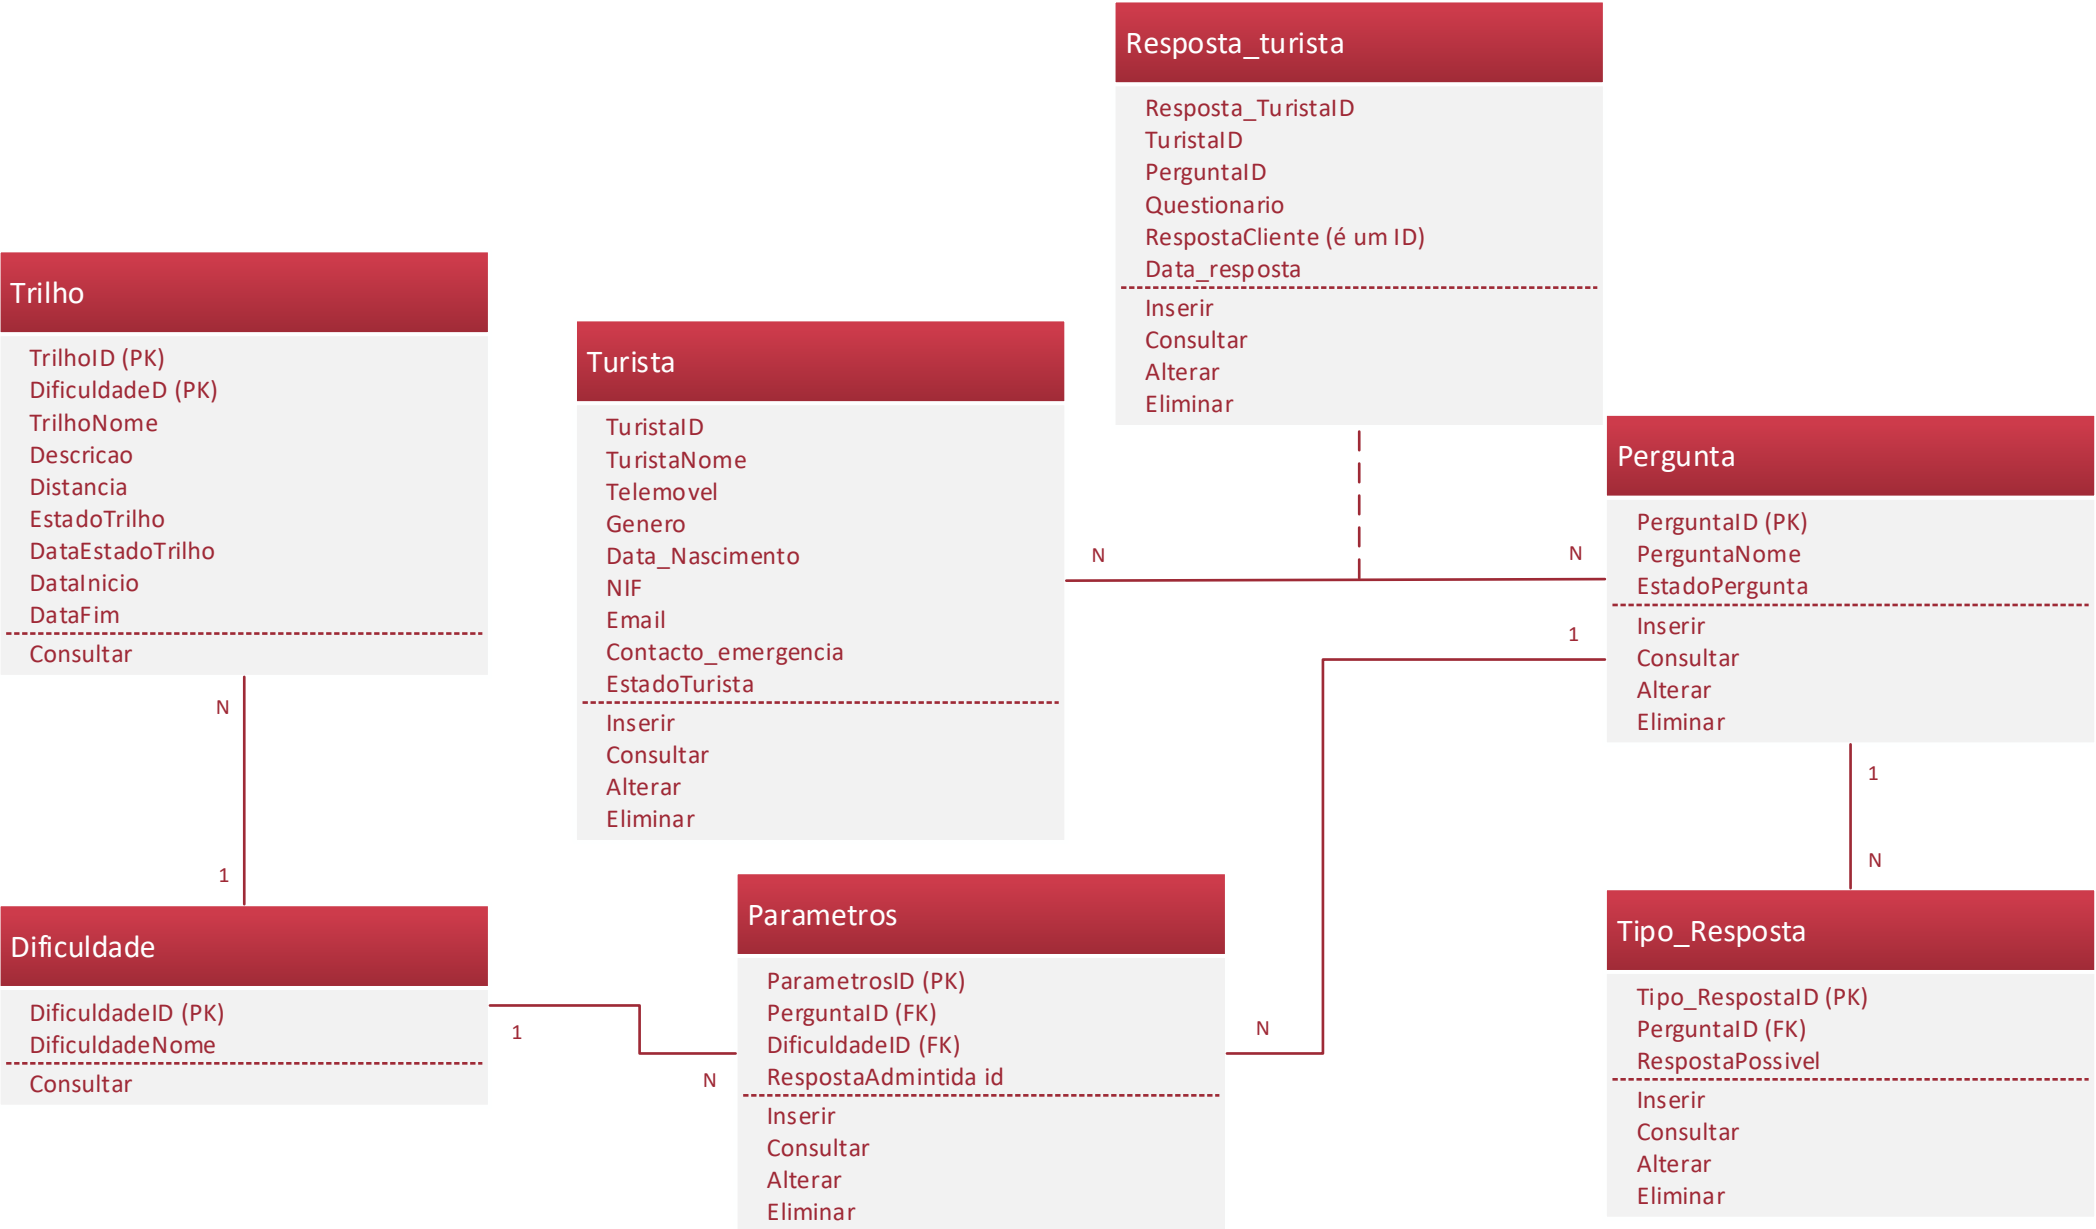 Resposta_turista
Resposta_TuristaID
TuristaID
PerguntaID
Questionario
RespostaCliente (é um ID)
Data_resposta
Inserir
Consultar
Alterar
Eliminar
Trilho
TrilhoID (PK)
DificuldadeD (PK)
TrilhoNome
Descricao
Distancia
EstadoTrilho
DataEstadoTrilho
DataInicio
DataFim
Consultar
Turista
TuristaID
TuristaNome
Telemovel
Genero
Data_Nascimento
NIF
Email
Contacto_emergencia
EstadoTurista
Inserir
Consultar
Alterar
Eliminar
Pergunta
PerguntaID (PK)
PerguntaNome
EstadoPergunta
Inserir
Consultar
Alterar
Eliminar
N
N
1
N
1
1
N
Dificuldade
DificuldadeID (PK)
DificuldadeNome
Consultar
1
N
Parametros
ParametrosID (PK)
PerguntaID (FK)
DificuldadeID (FK)
RespostaAdmintida id
Inserir
Consultar
Alterar
Eliminar
N
Tipo_Resposta
Tipo_RespostaID (PK)
PerguntaID (FK)
RespostaPossivel
Inserir
Consultar
Alterar
Eliminar